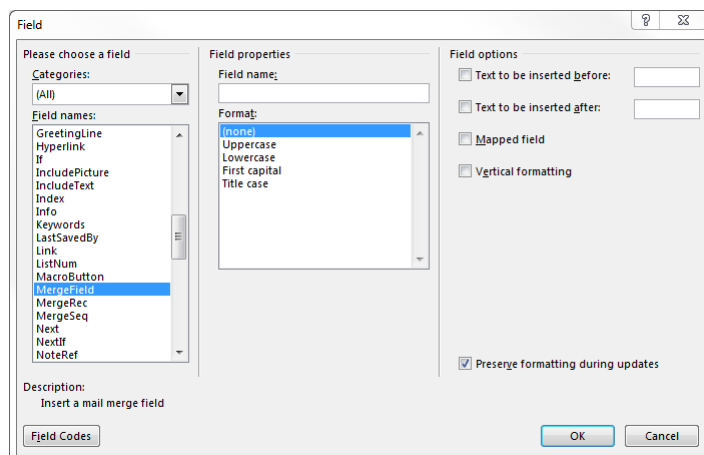 Field
Please choose a field
Categories:
(All)
Field names:
GreetingLine
Hyperlink
If
IncludePicture
IncludeText
Index
Info
Keywords
LastSavedBy
Link
ListNum
MacroButton
MergeField
MergeRec
MergeSeq
Next
NextIf
NoteRef
Field properties
Field name:
Format:
(none)
Uppercase
Lowercase
First capital
Title case
Field options
Text to be inserted before:
Text to be inserted after:
Mapped field
Vertical formatting
Preserve formatting during updates
Description:
Insert a mail merge field
Field Codes
OK
Cancel